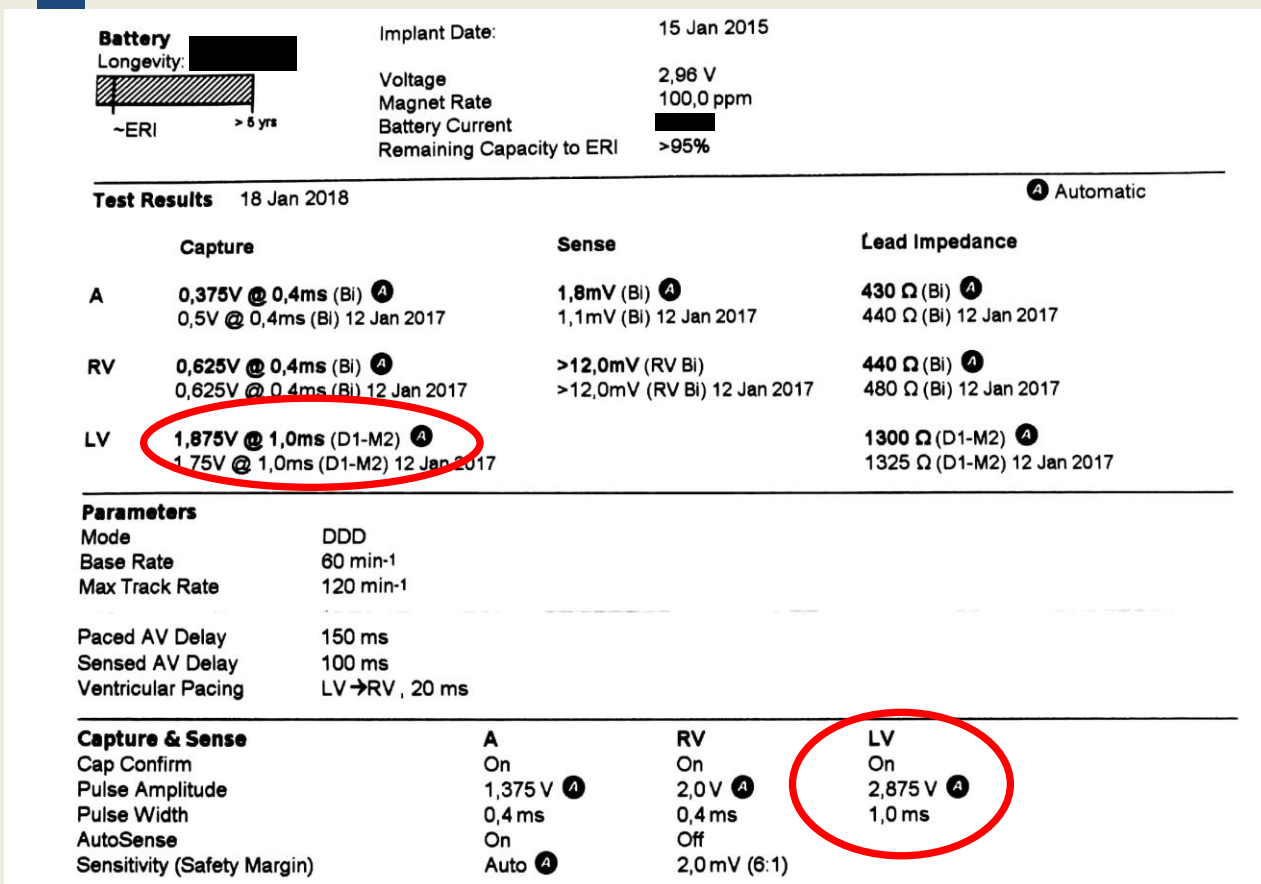 Battery
Longevity:
~ERI > 5 yrs
Implant Date: 15 Jan 2015
Voltage 2,96 V
Magnet Rate 100,0 ppm
Battery Current
Remaining Capacity to ERI >95%
Test Results 18 Jan 2018 A Automatic
Capture Sense Lead Impedance
A 0,375V @ 0,4ms (Bi) A 1,8mV (Bi) A 430 Ω (Bi) A
0,5V @ 0,4ms (Bi) 12 Jan 2017 1,1mV (Bi) 12 Jan 2017 440 Ω (Bi) 12 Jan 2017
RV 0,625V @ 0,4ms (Bi) A >12,0mV (RV Bi) 440 Ω (Bi) A
0,625V @ 0,4ms (Bi) 12 Jan 2017 >12,0mV (RV Bi) 12 Jan 2017 480 Ω (Bi) 12 Jan 2017
LV 1,875V @ 1,0ms (D1-M2) A 1300 Ω (D1-M2) A
1,75V @ 1,0ms (D1-M2) 12 Jan 2017 1325 Ω (D1-M2) 12 Jan 2017
Parameters
Mode DDD
Base Rate 60 min-1
Max Track Rate 120 min-1
Paced AV Delay 150 ms
Sensed AV Delay 100 ms
Ventricular Pacing LV→RV , 20 ms
Capture & Sense A RV LV
Cap Confirm On On On
Pulse Amplitude 1,375 V A 2,0 V A 2,875 V A
Pulse Width 0,4 ms 0,4 ms 1,0 ms
AutoSense On Off
Sensitivity (Safety Margin) Auto A 2,0 mV (6:1)